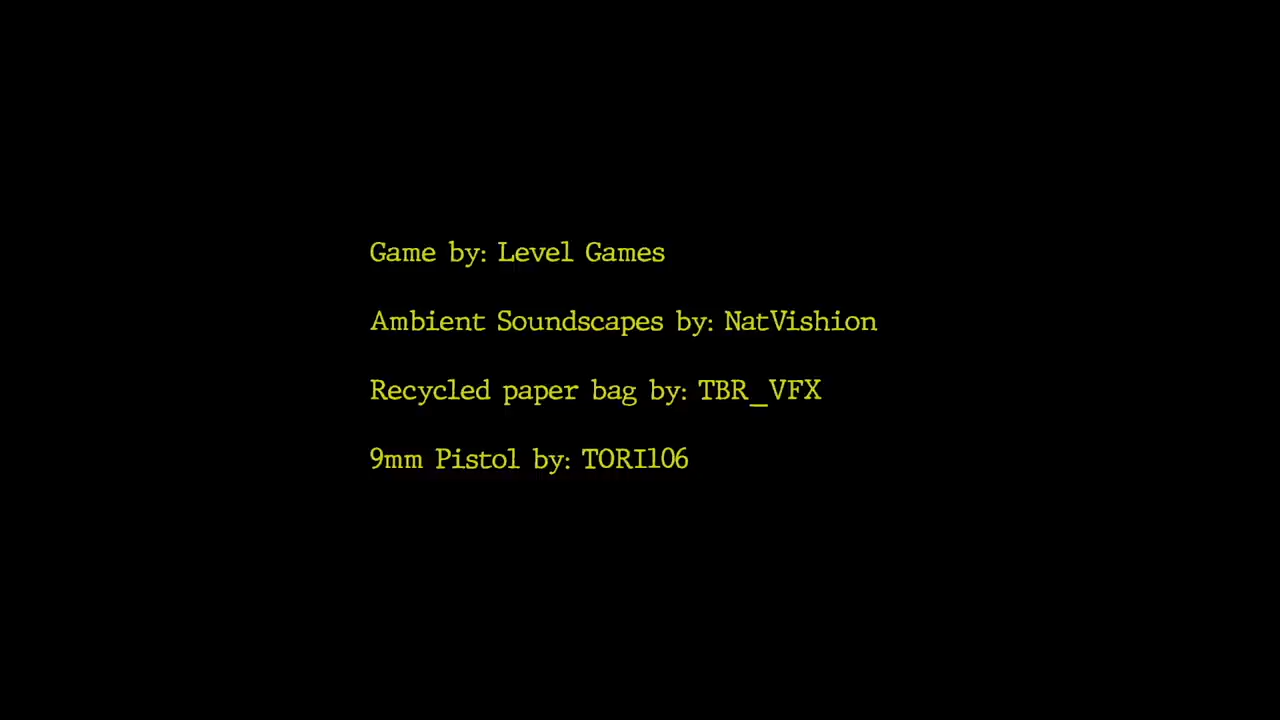 Game by: Level Games
Ambient Soundscapes by: NatVishion
Recycled paper bag by: TBR_VFX
9mm Pistol by: TORI106